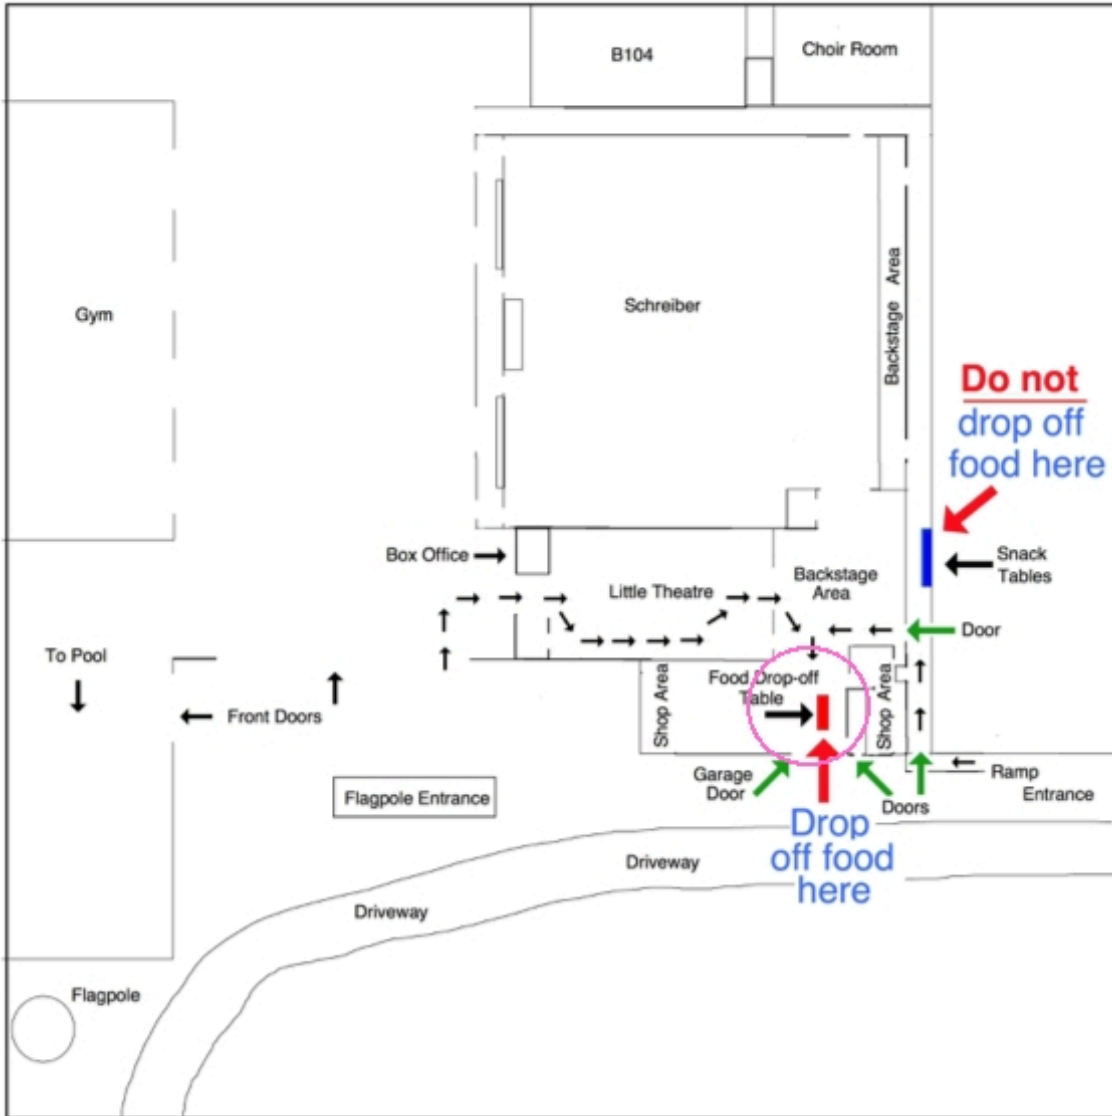 B104
Choir Room
Gym
Schreiber
Backstage Area
Do not
drop off
food here
Box Office
Snack
Tables
Backstage
Area
Little Theatre
Door
To Pool
Front Doors
Shop Area
Food Drop-off
Table
Shop Area
Garage
Door
Ramp
Entrance
Doors
Flagpole Entrance
Drop
off food
here
Driveway
Driveway
Flagpole